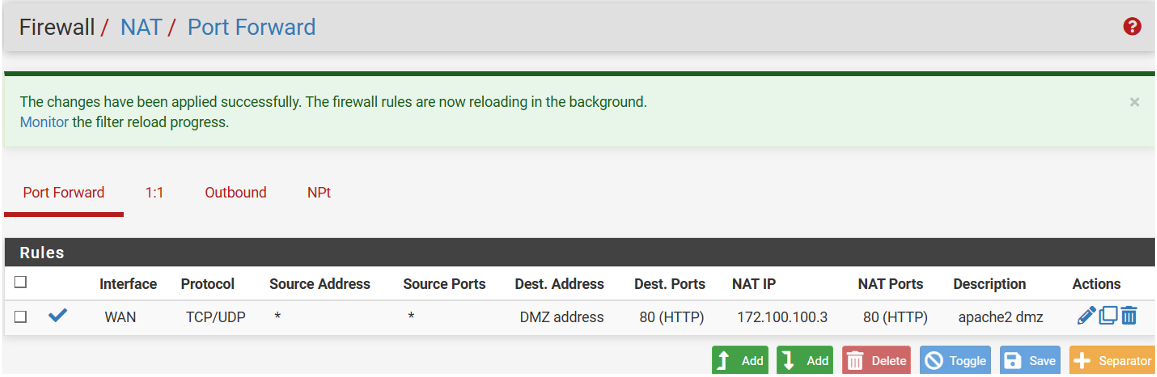 Firewall / NAT / Port Forward
The changes have been applied successfully. The firewall rules are now reloading in the background.
Monitor the filter reload progress.
Port Forward 1:1 Outbound NPt
Rules
Interface Protocol Source Address Source Ports Dest. Address Dest. Ports NAT IP NAT Ports Description Actions
WAN TCP/UDP * * DMZ address 80 (HTTP) 172.100.100.3 80 (HTTP) apache2 dmz
Add Add Delete Toggle Save Separator